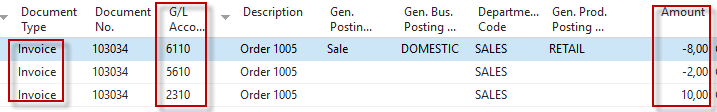 Document Type Document No. G/L Acco... Description Gen. Postin... Gen. Bus. Posting ... Departme... Code Gen. Prod. Posting ... Amount
Invoice 103034 6110 Order 1005 Sale DOMESTIC SALES RETAIL -8,00
Invoice 103034 5610 Order 1005 SALES -2,00
Invoice 103034 2310 Order 1005 SALES 10,00